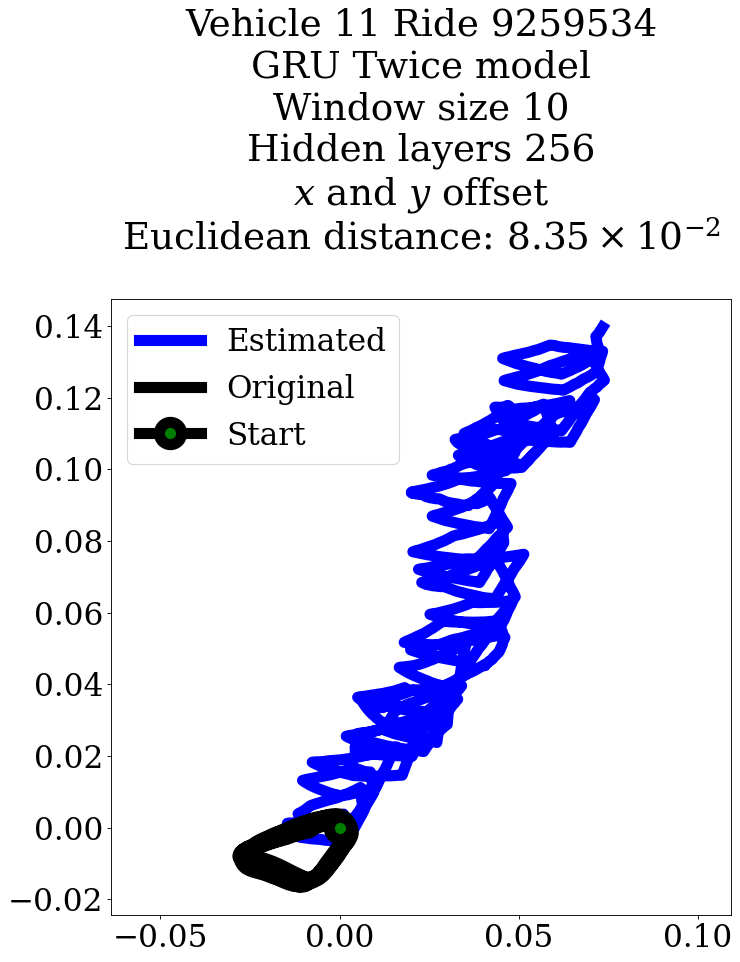 Vehicle 11 Ride 9259534
GRU Twice model
Window size 10
Hidden layers 256
x and y offset
Euclidean distance: 8.35 × 10⁻²
Estimated
Original
Start
0.14
0.12
0.10
0.08
0.06
0.04
0.02
0.00
−0.02
−0.05 0.00 0.05 0.10